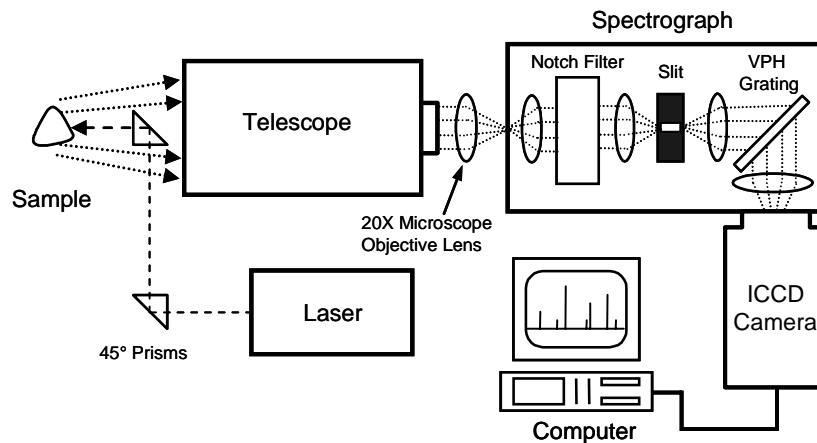 Spectrograph
Notch Filter
Slit
VPH
Grating
Telescope
Sample
20X Microscope
Objective Lens
Laser
45° Prisms
ICCD
Camera
Computer